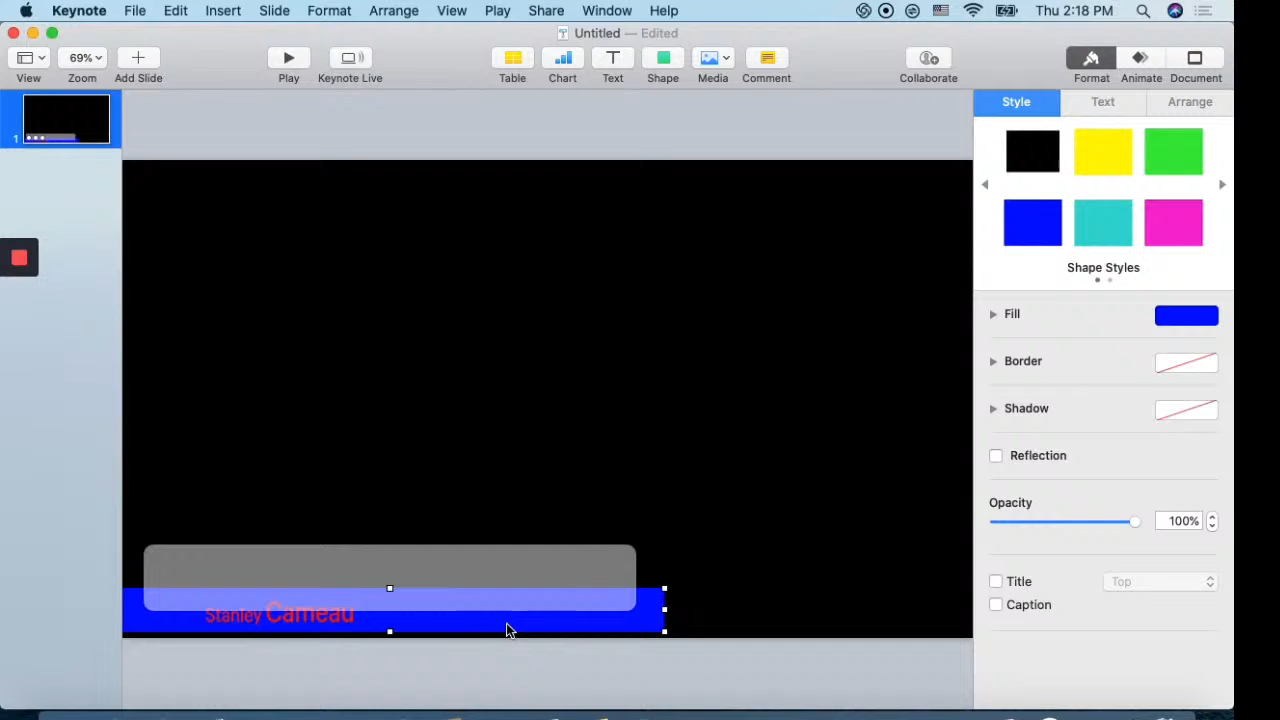 Keynote File Edit Insert Slide Format Arrange View Play Share Window Help Thu 2:18 PM
Untitled — Edited
69%
View Zoom Add Slide Play Keynote Live Table Chart Text Shape Media Comment Collaborate Format Animate Document
Style Text Arrange
1
Shape Styles
Fill
Border
Shadow
Reflection
Opacity
100%
Title Top
Caption
Stanley Cameau